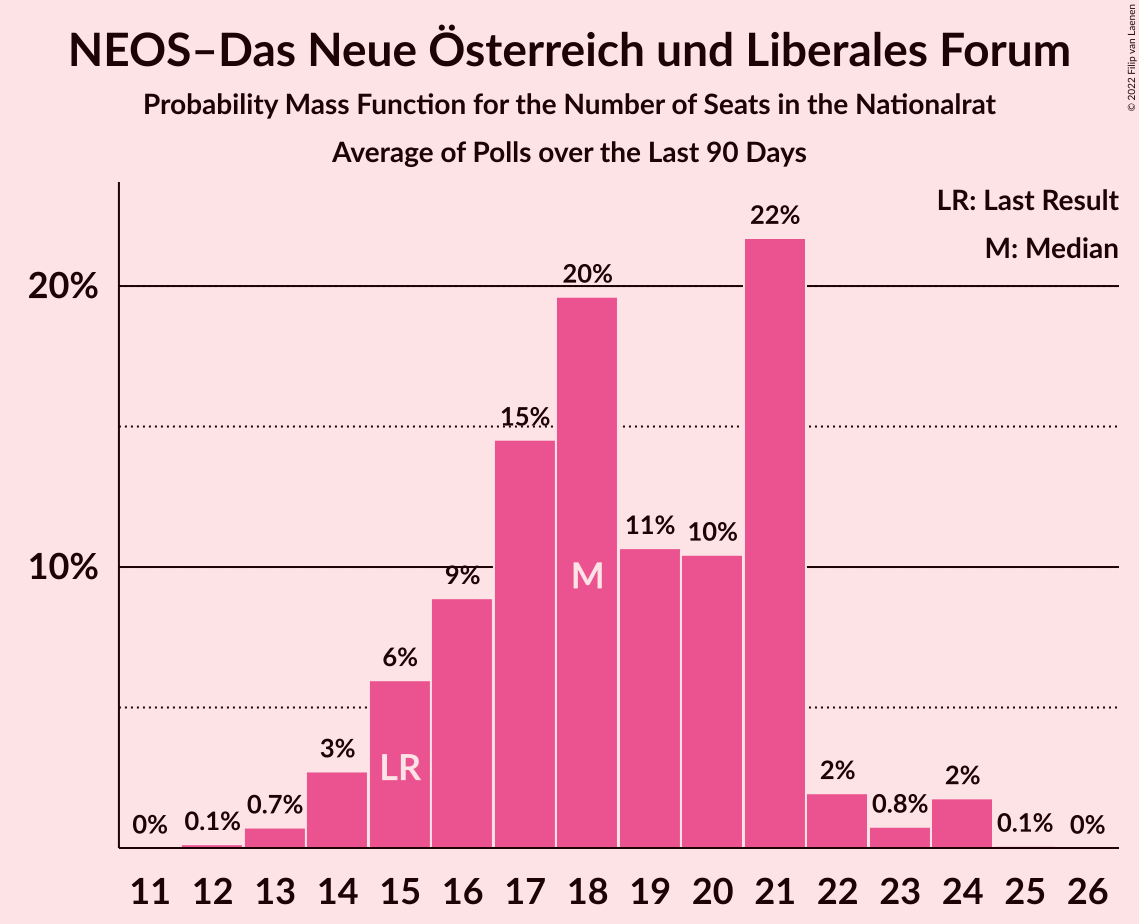 NEOS–Das Neue Österreich und Liberales Forum
Probability Mass Function for the Number of Seats in the Nationalrat
Average of Polls over the Last 90 Days
© 2022 Filip van Laenen
LR: Last Result
M: Median
20%
10%
0%
0.1%
0.7%
3%
6%
9%
15%
20%
11%
10%
22%
2%
0.8%
2%
0.1%
0%
LR
M
11 12 13 14 15 16 17 18 19 20 21 22 23 24 25 26